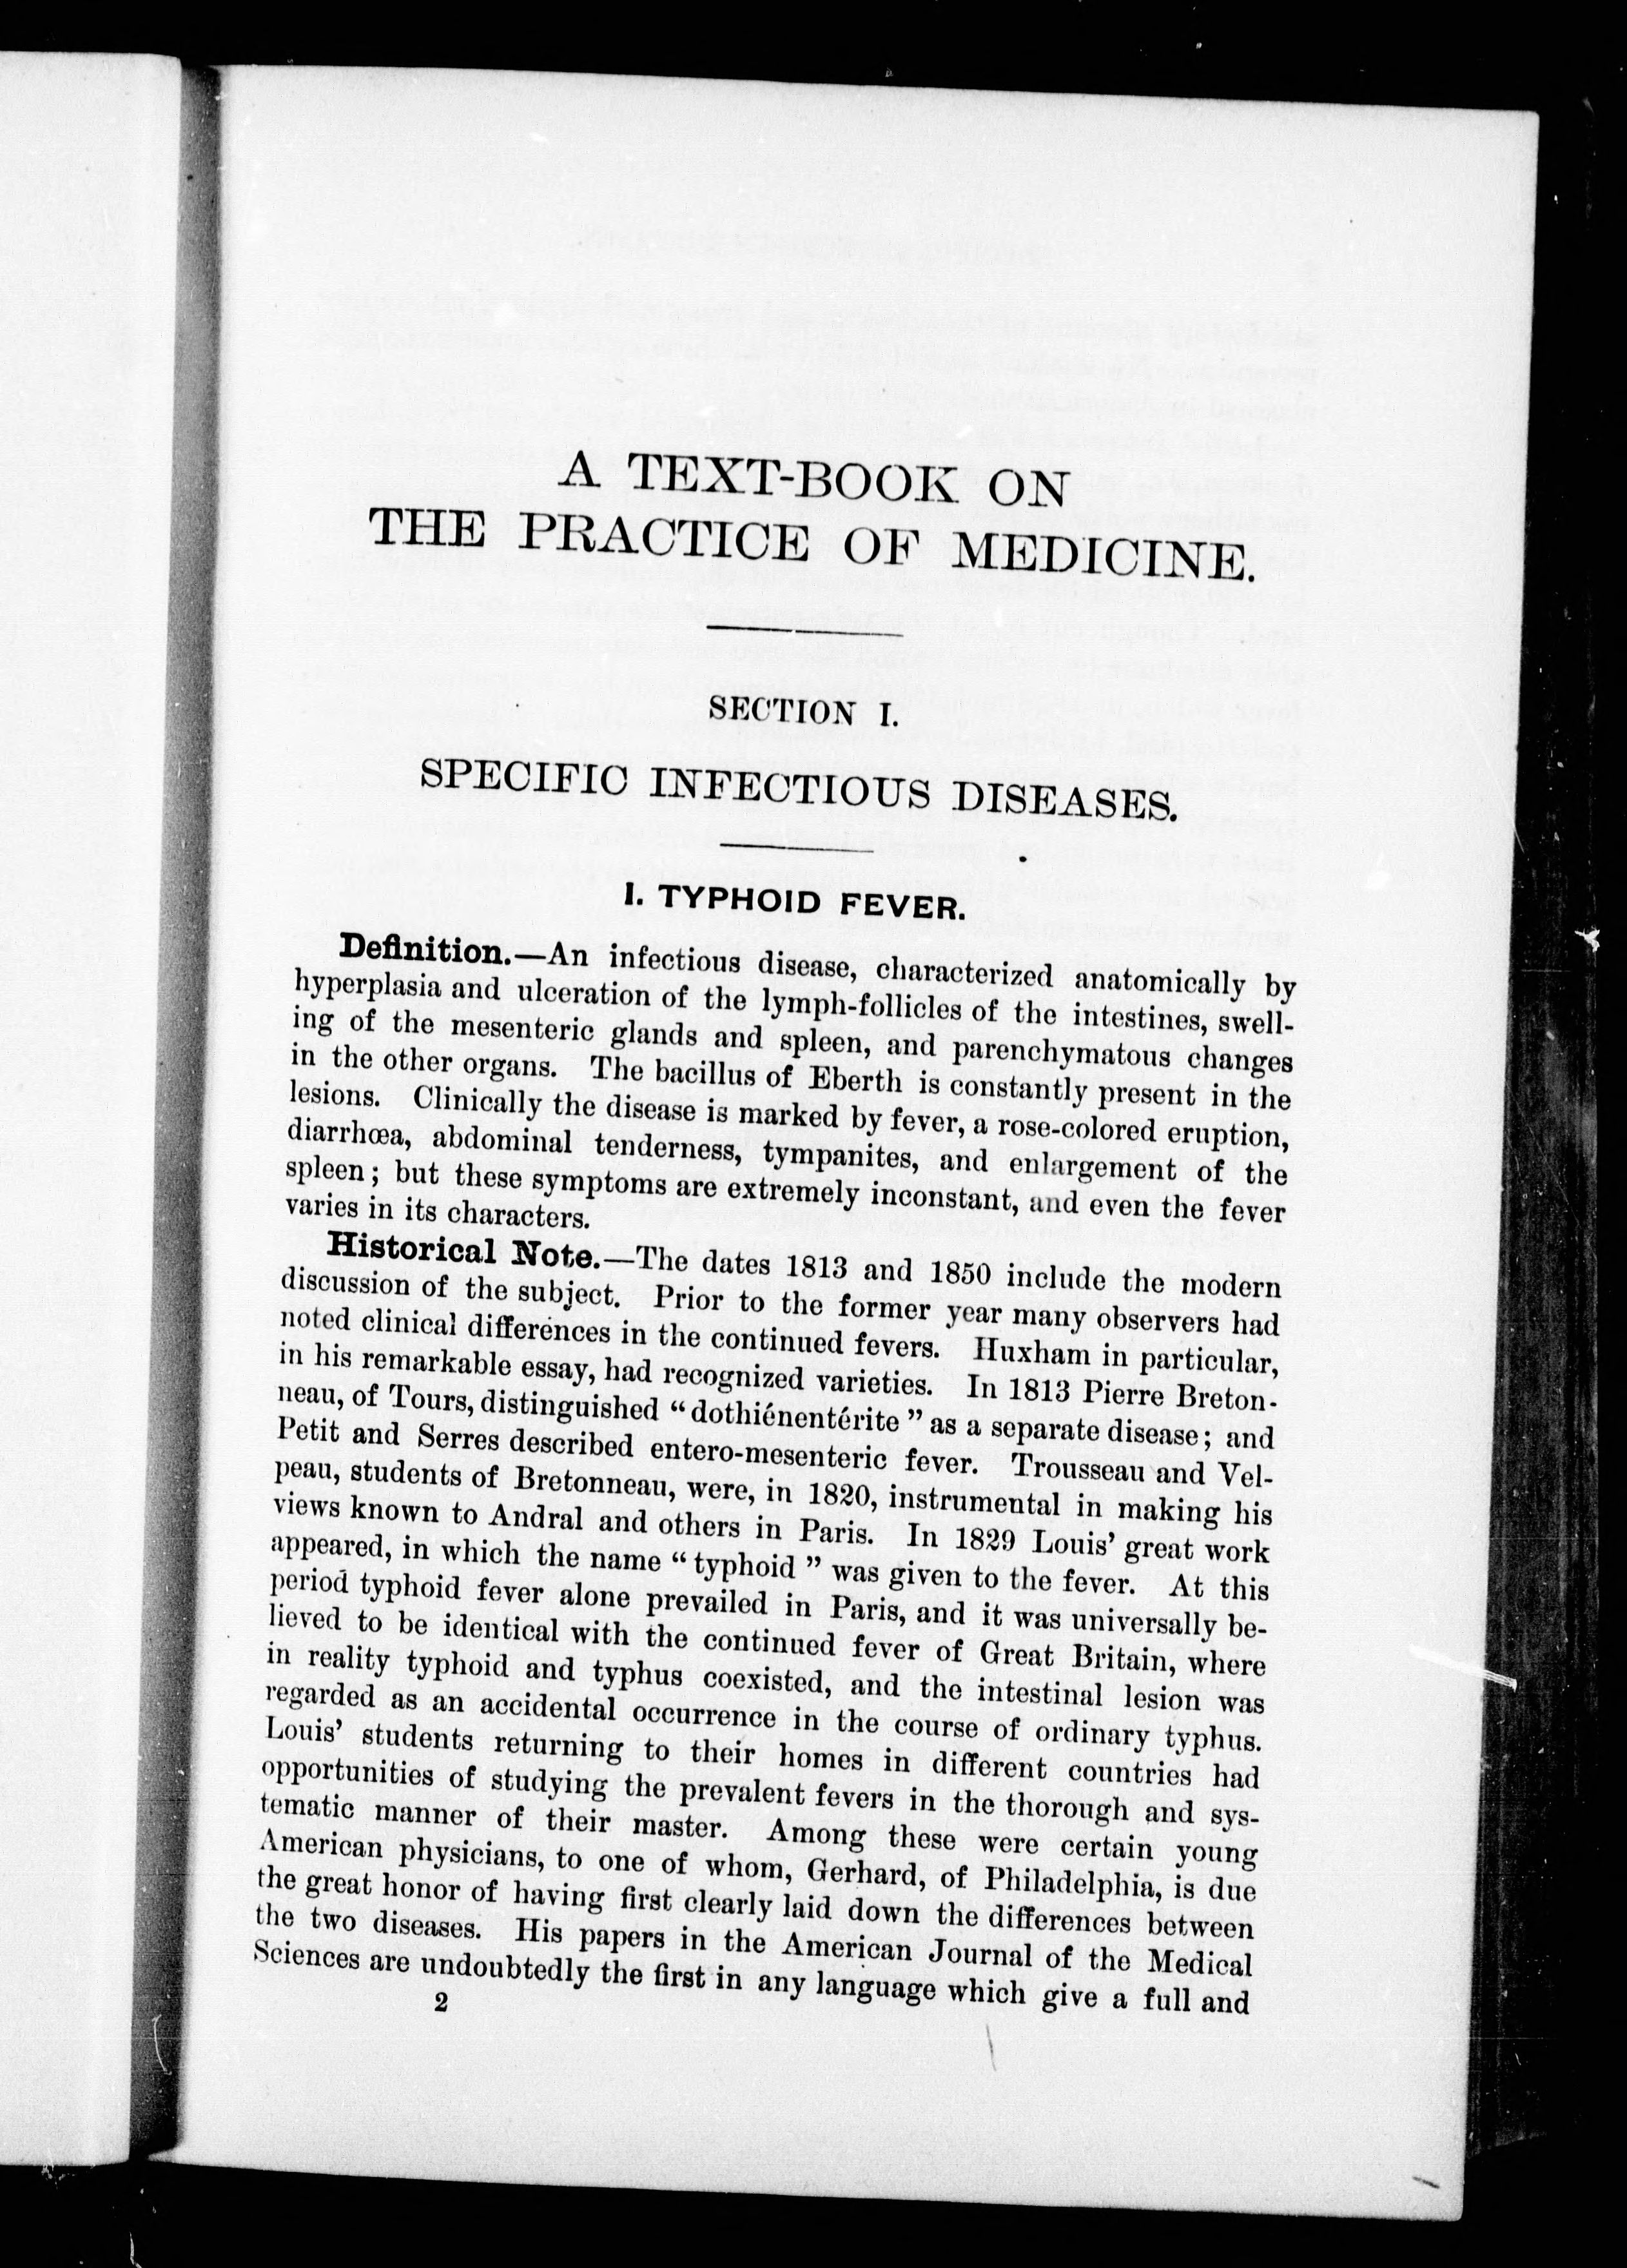 A TEXT-BOOK ON
THE PRACTICE OF MEDICINE.
SECTION I.
SPECIFIC INFECTIOUS DISEASES.
I. TYPHOID FEVER.
Definition.—An infectious disease, characterized anatomically by
hyperplasia and ulceration of the lymph-follicles of the intestines, swell-
ing of the mesenteric glands and spleen, and parenchymatous changes
in the other organs. The bacillus of Eberth is constantly present in the
lesions. Clinically the disease is marked by fever, a rose-colored eruption,
diarrhœa, abdominal tenderness, tympanites, and enlargement of the
spleen; but these symptoms are extremely inconstant, and even the fever
varies in its characters.
Historical Note.—The dates 1813 and 1850 include the modern
discussion of the subject. Prior to the former year many observers had
noted clinical differences in the continued fevers. Huxham in particular,
in his remarkable essay, had recognized varieties. In 1813 Pierre Breton-
neau, of Tours, distinguished “dothiénentérite” as a separate disease; and
Petit and Serres described entero-mesenteric fever. Trousseau and Vel-
peau, students of Bretonneau, were, in 1820, instrumental in making his
views known to Andral and others in Paris. In 1829 Louis’ great work
appeared, in which the name “typhoid” was given to the fever. At this
period typhoid fever alone prevailed in Paris, and it was universally be-
lieved to be identical with the continued fever of Great Britain, where
in reality typhoid and typhus coexisted, and the intestinal lesion was
regarded as an accidental occurrence in the course of ordinary typhus.
Louis’ students returning to their homes in different countries had
opportunities of studying the prevalent fevers in the thorough and sys-
tematic manner of their master. Among these were certain young
American physicians, to one of whom, Gerhard, of Philadelphia, is due
the great honor of having first clearly laid down the differences between
the two diseases. His papers in the American Journal of the Medical
Sciences are undoubtedly the first in any language which give a full and
2